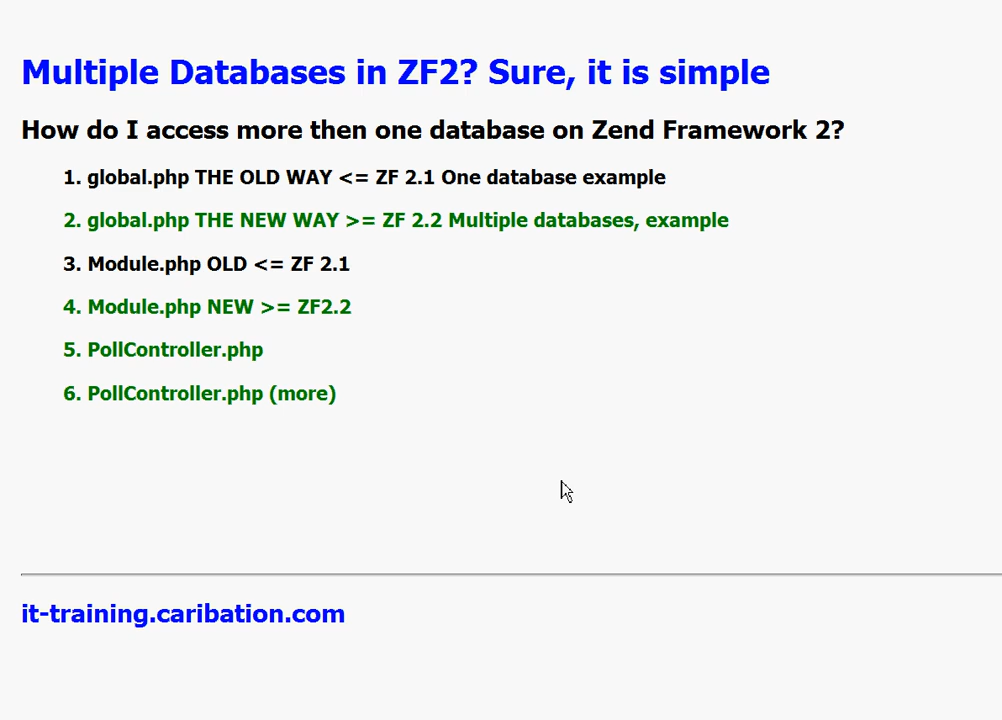 Multiple Databases in ZF2? Sure, it is simple
How do I access more then one database on Zend Framework 2?
1. global.php THE OLD WAY <= ZF 2.1 One database example
2. global.php THE NEW WAY >= ZF 2.2 Multiple databases, example
3. Module.php OLD <= ZF 2.1
4. Module.php NEW >= ZF2.2
5. PollController.php
6. PollController.php (more)
it-training.caribation.com